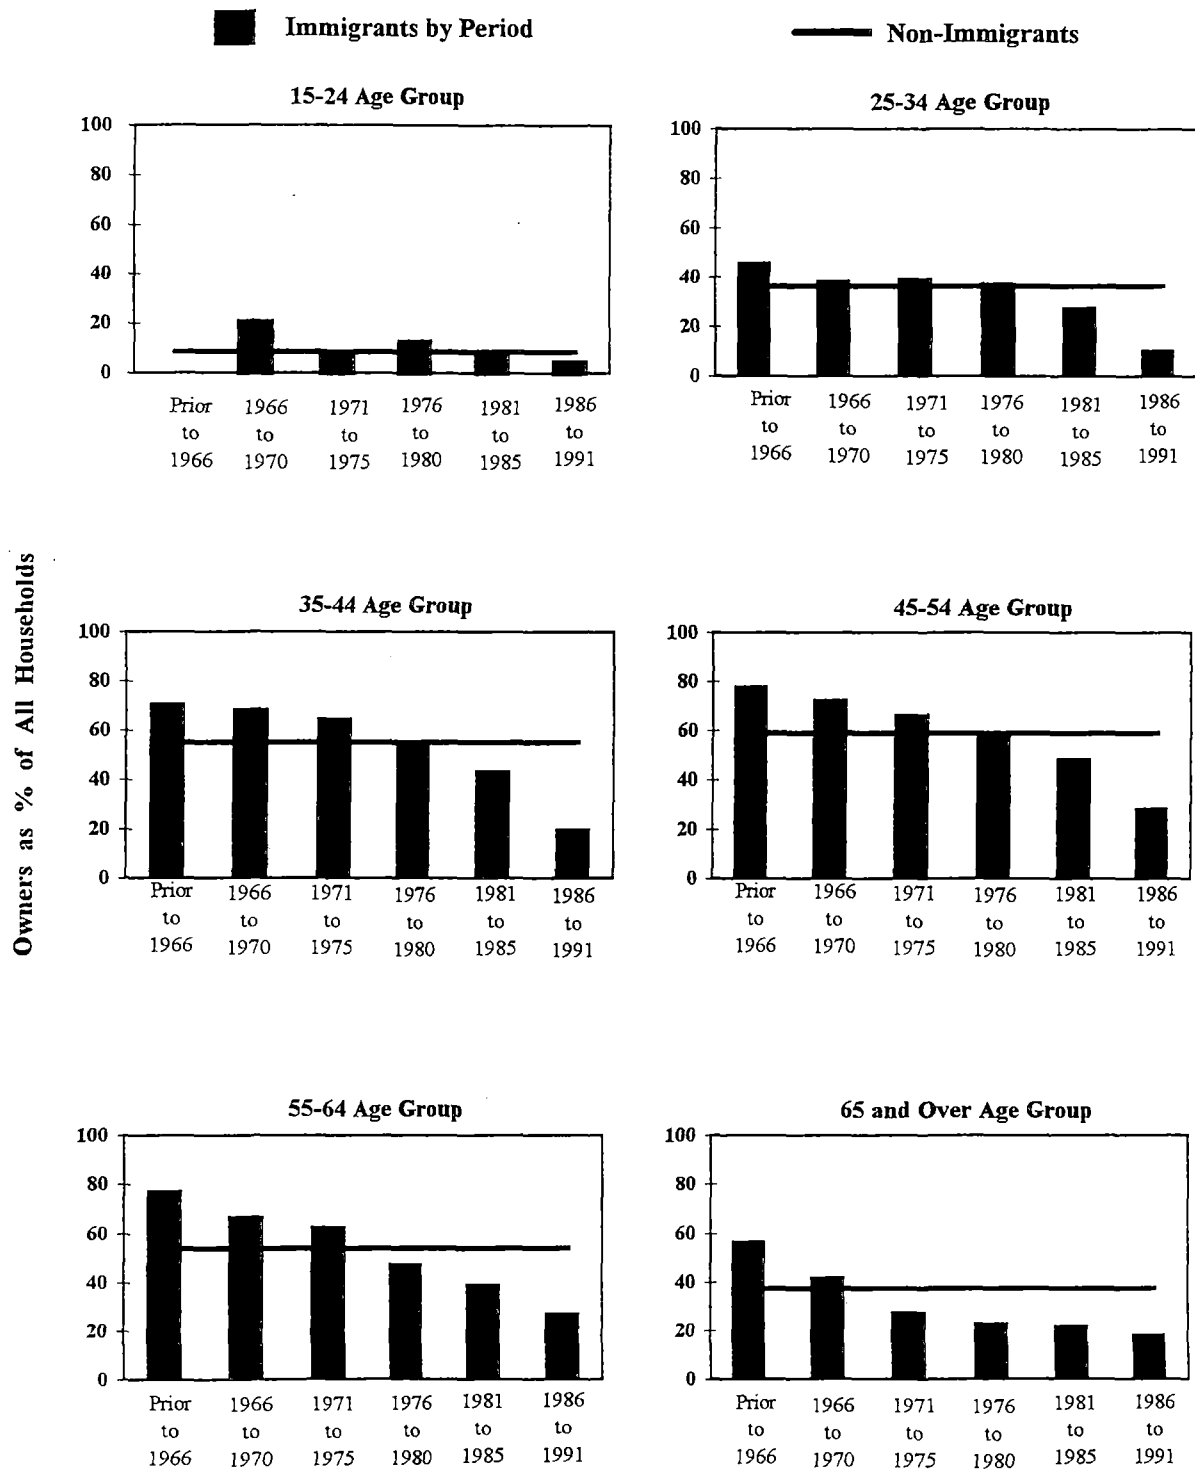 Immigrants by Period
Non-Immigrants
Owners as % of All Households
15-24 Age Group
100
80
60
40
20
0
Prior 1966 1971 1976 1981 1986
to to to to to to
1966 1970 1975 1980 1985 1991
25-34 Age Group
100
80
60
40
20
0
Prior 1966 1971 1976 1981 1986
to to to to to to
1966 1970 1975 1980 1985 1991
35-44 Age Group
100
80
60
40
20
0
Prior 1966 1971 1976 1981 1986
to to to to to to
1966 1970 1975 1980 1985 1991
45-54 Age Group
100
80
60
40
20
0
Prior 1966 1971 1976 1981 1986
to to to to to to
1966 1970 1975 1980 1985 1991
55-64 Age Group
100
80
60
40
20
0
Prior 1966 1971 1976 1981 1986
to to to to to to
1966 1970 1975 1980 1985 1991
65 and Over Age Group
100
80
60
40
20
0
Prior 1966 1971 1976 1981 1986
to to to to to to
1966 1970 1975 1980 1985 1991